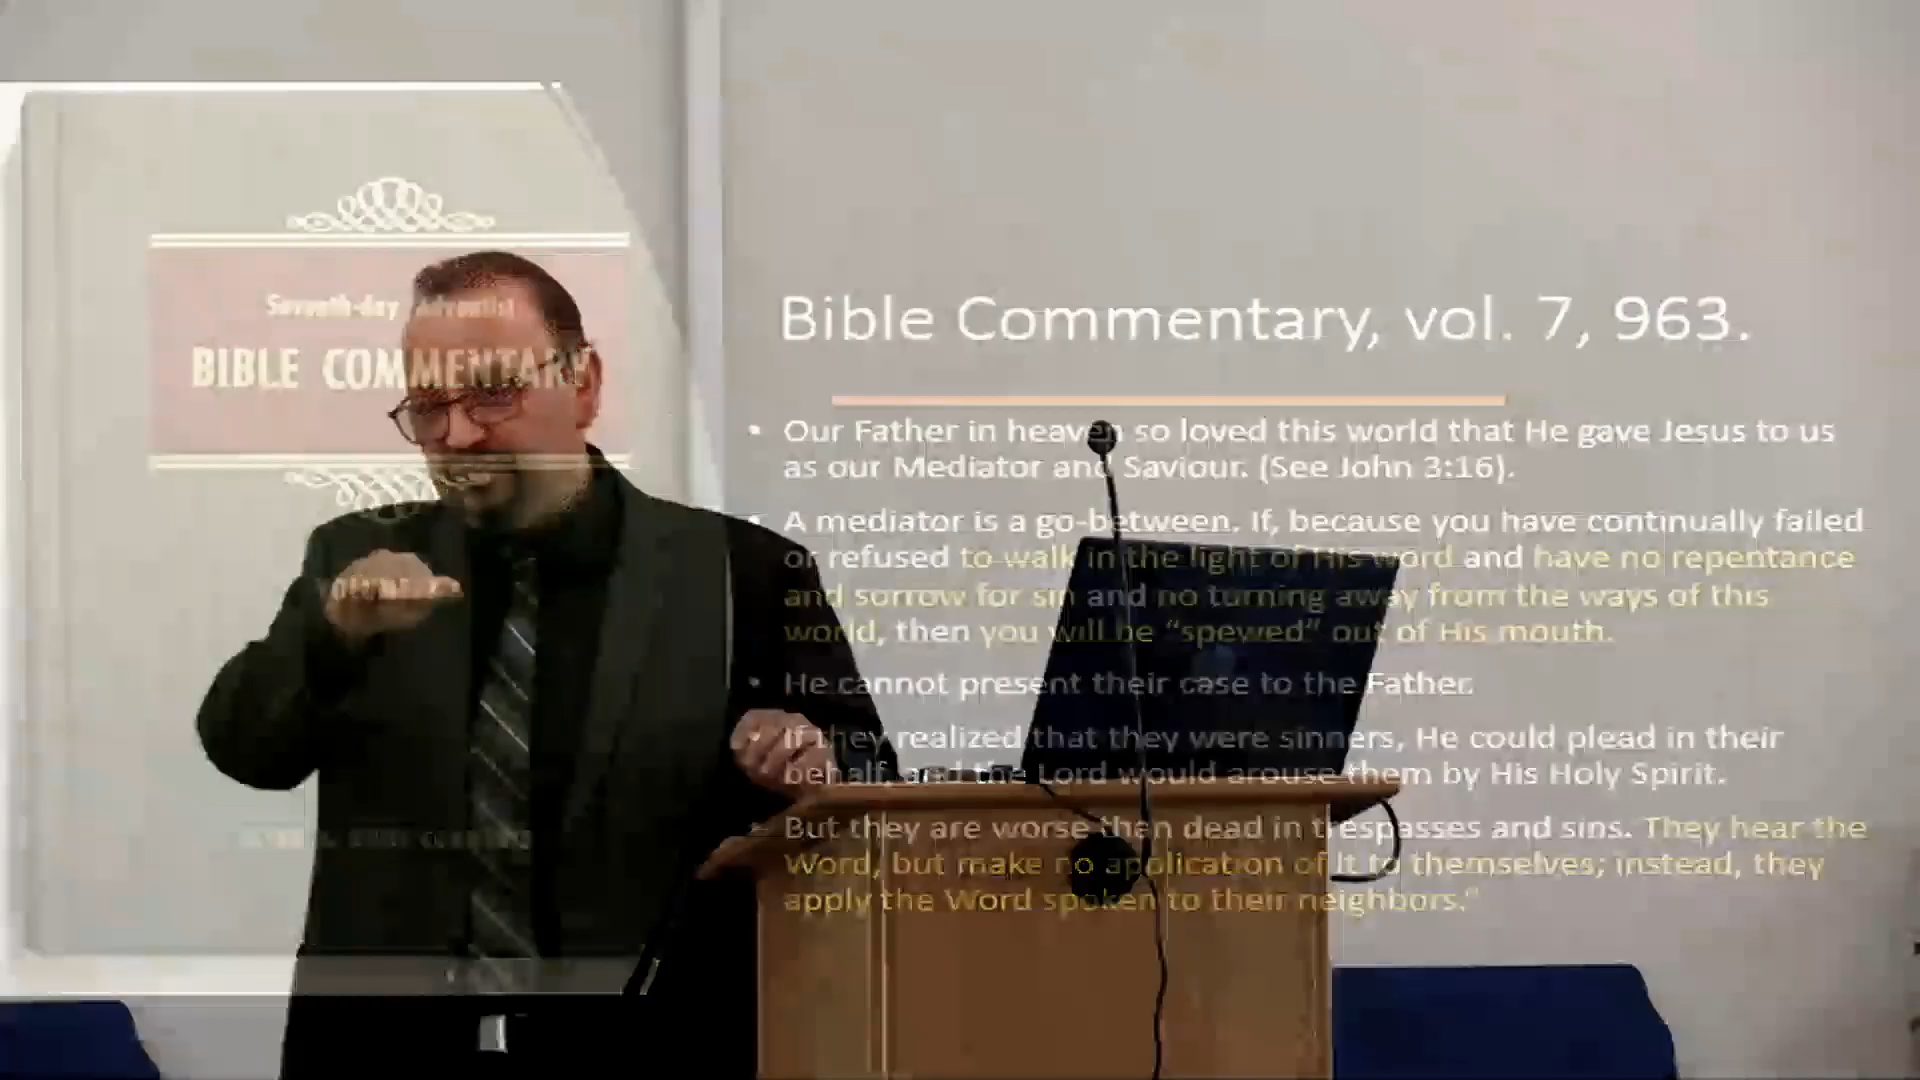 Seventh-day Adventist
BIBLE COMMENTARY
Bible Commentary, vol. 7, 963.
• Our Father in heaven so loved this world that He gave Jesus to us
as our Mediator and Saviour. (See John 3:16).
• A mediator is a go-between. If, because you have continually failed
or refused to walk in the light of His word and have no repentance
and sorrow for sin and no turning away from the ways of this
world, then you will be “spewed” out of His mouth.
• He cannot present their case to the Father.
• If they realized that they were sinners, He could plead in their
behalf, and the Lord would arouse them by His Holy Spirit.
• But they are worse than dead in trespasses and sins. They hear the
Word, but make no application of it to themselves; instead, they
apply the Word spoken to their neighbors.”